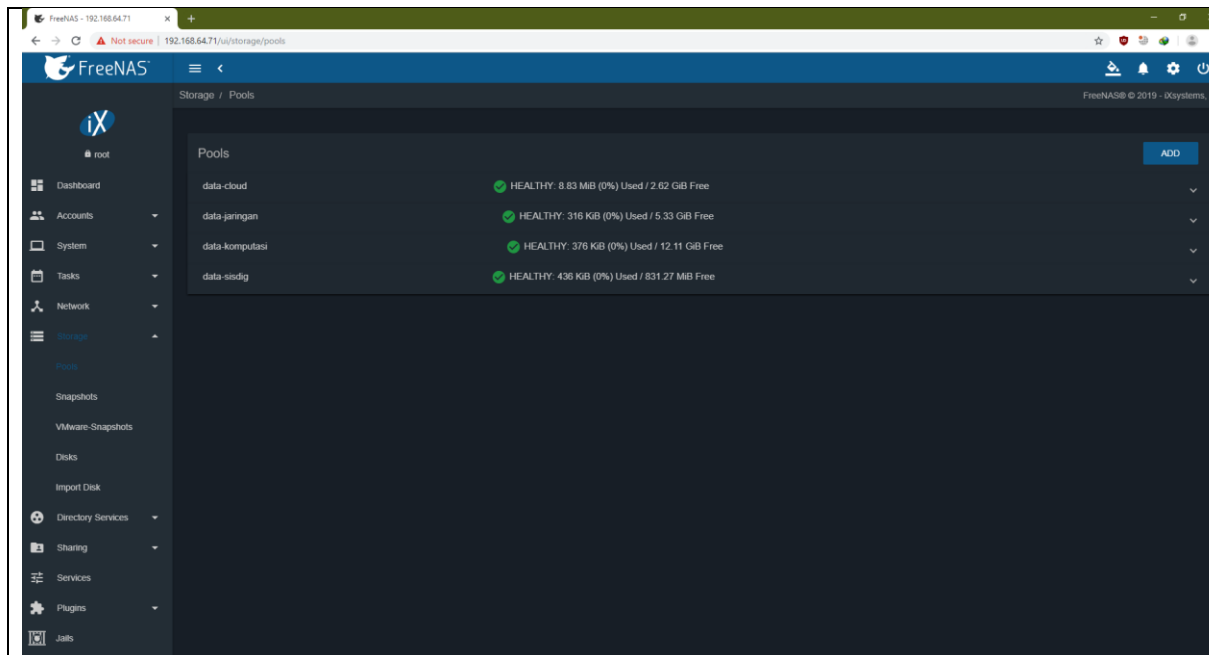 FreeNAS - 192.168.64.71
Not secure | 192.168.64.71/ui/storage/pools
FreeNAS
Storage / Pools
FreeNAS® © 2019 - iXsystems,
iX
root
Pools
ADD
Dashboard
data-cloud HEALTHY: 8.83 MiB (0%) Used / 2.62 GiB Free
Accounts
data-jaringan HEALTHY: 316 KiB (0%) Used / 5.33 GiB Free
System
data-komputasi HEALTHY: 376 KiB (0%) Used / 12.11 GiB Free
Tasks
data-sisdig HEALTHY: 436 KiB (0%) Used / 831.27 MiB Free
Network
Storage
Pools
Snapshots
VMware-Snapshots
Disks
Import Disk
Directory Services
Sharing
Services
Plugins
Jails